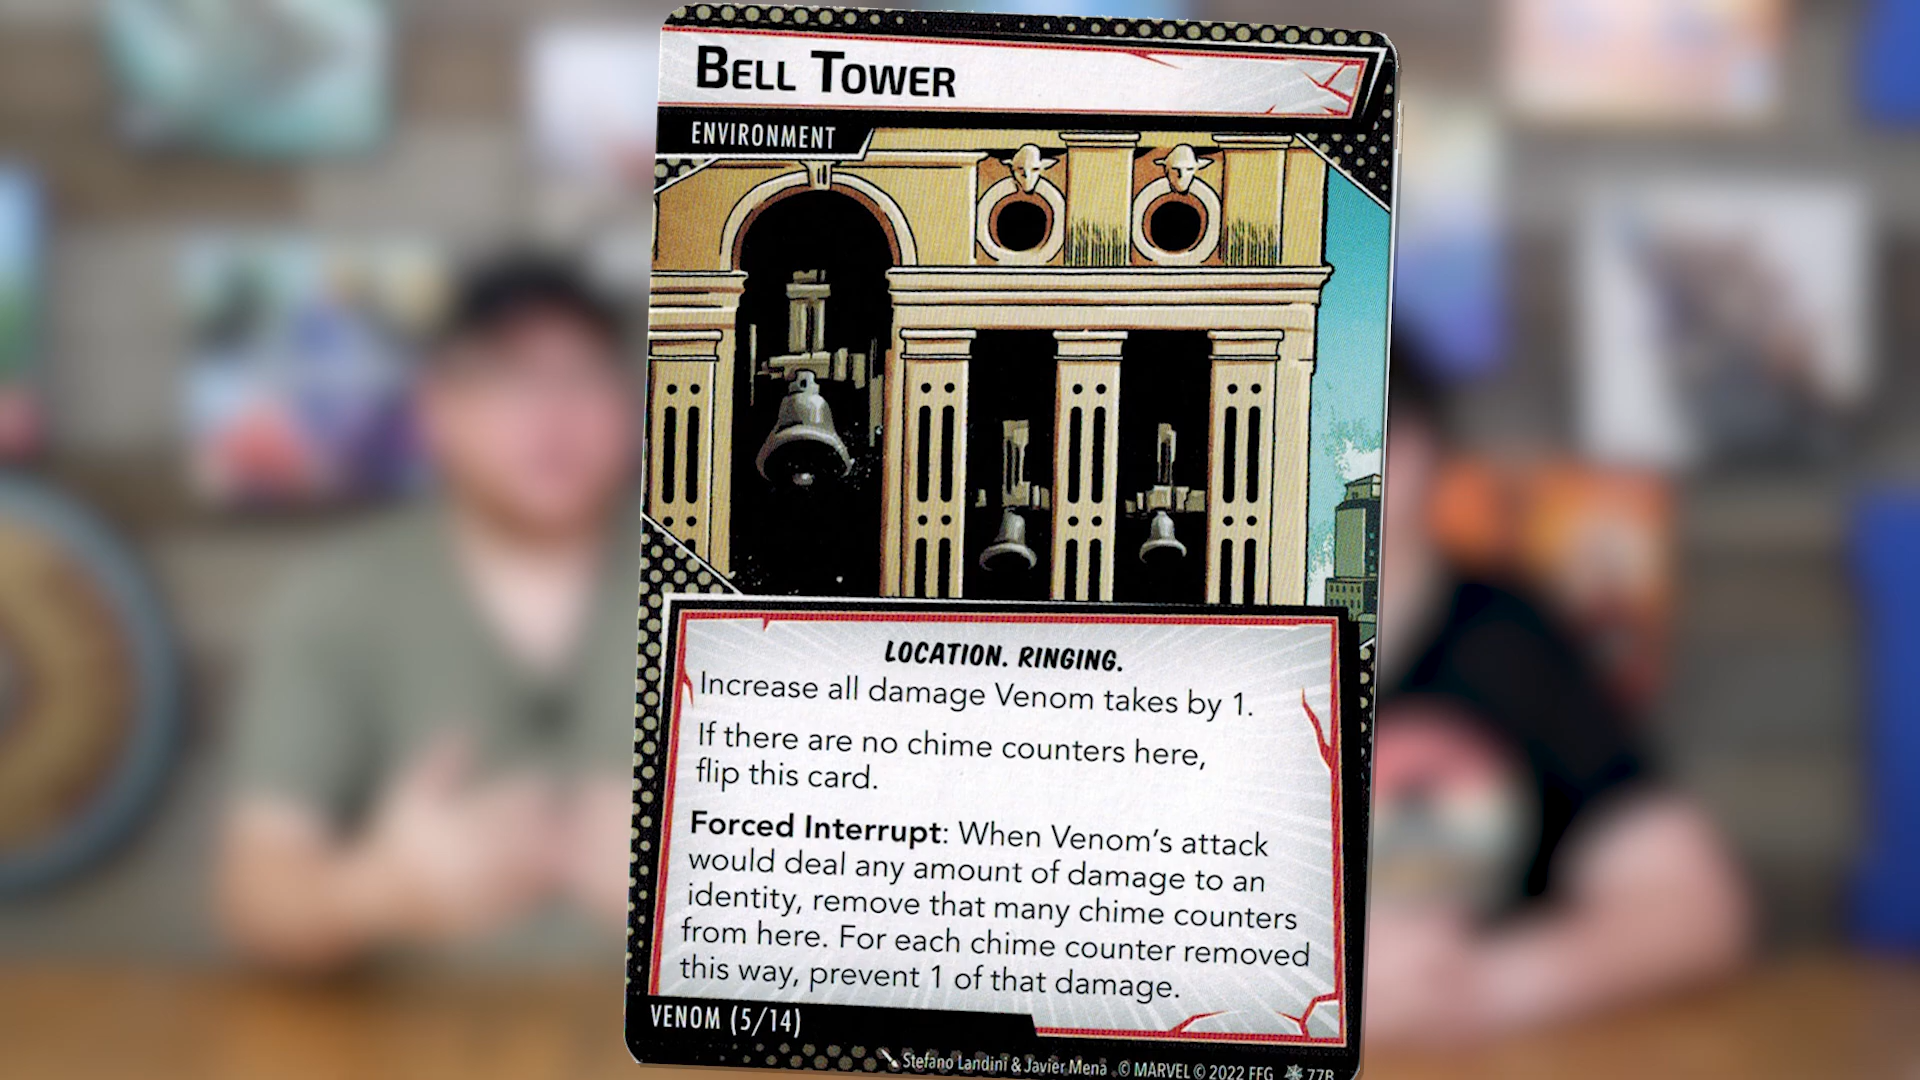 BELL TOWER
ENVIRONMENT
LOCATION. RINGING.
Increase all damage Venom takes by 1.
If there are no chime counters here,
flip this card.
Forced Interrupt: When Venom's attack
would deal any amount of damage to an
identity, remove that many chime counters
from here. For each chime counter removed
this way, prevent 1 of that damage.
VENOM (5/14)
Stefano Landini & Javier Mena © MARVEL © 2022 FFG 77B